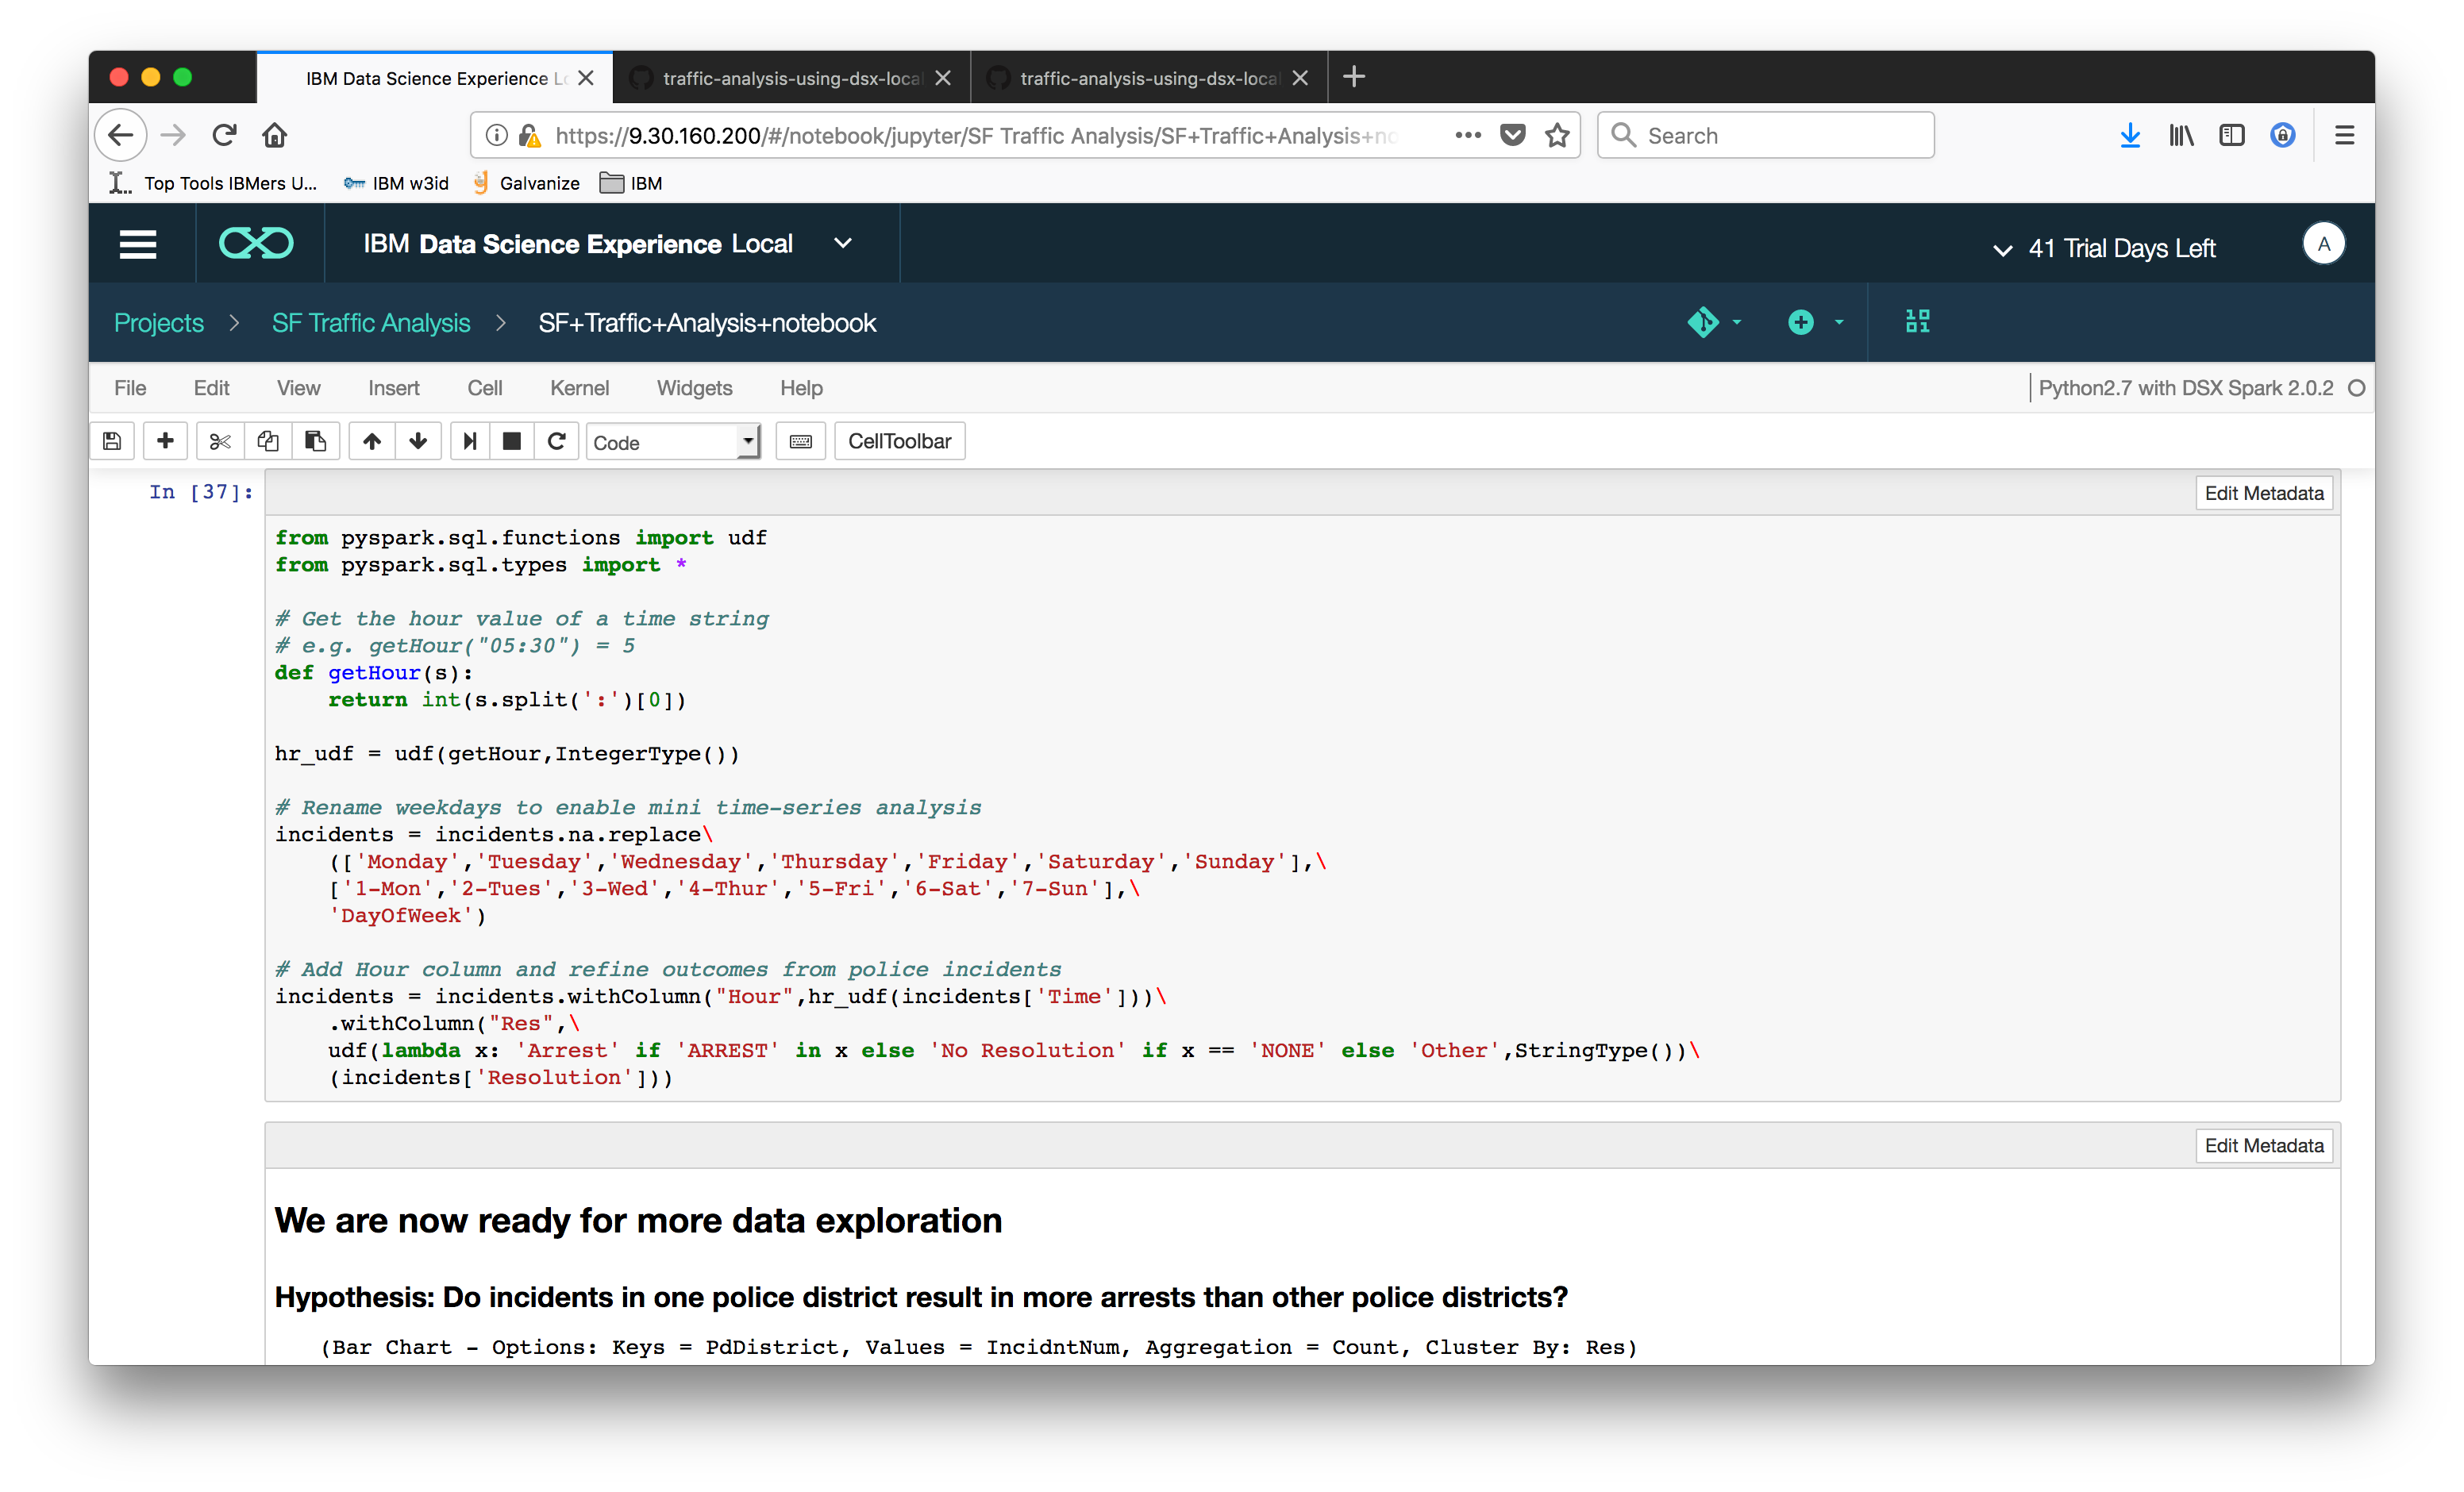 IBM Data Science Experience Lo
traffic-analysis-using-dsx-local
traffic-analysis-using-dsx-local
https://9.30.160.200/#/notebook/jupyter/SF Traffic Analysis/SF+Traffic+Analysis+no
Search
Top Tools IBMers U...
IBM w3id
Galvanize
IBM
IBM Data Science Experience Local
41 Trial Days Left
A
Projects > SF Traffic Analysis > SF+Traffic+Analysis+notebook
File Edit View Insert Cell Kernel Widgets Help
Python2.7 with DSX Spark 2.0.2
Code
CellToolbar
In [37]:
Edit Metadata
from pyspark.sql.functions import udf
from pyspark.sql.types import *
# Get the hour value of a time string
# e.g. getHour("05:30") = 5
def getHour(s):
    return int(s.split(':')[0])
hr_udf = udf(getHour,IntegerType())
# Rename weekdays to enable mini time-series analysis
incidents = incidents.na.replace\
    (['Monday','Tuesday','Wednesday','Thursday','Friday','Saturday','Sunday'],\
    ['1-Mon','2-Tues','3-Wed','4-Thur','5-Fri','6-Sat','7-Sun'],\
    'DayOfWeek')
# Add Hour column and refine outcomes from police incidents
incidents = incidents.withColumn("Hour",hr_udf(incidents['Time']))\
    .withColumn("Res",\
    udf(lambda x: 'Arrest' if 'ARREST' in x else 'No Resolution' if x == 'NONE' else 'Other',StringType())\
    (incidents['Resolution']))
Edit Metadata
We are now ready for more data exploration
Hypothesis: Do incidents in one police district result in more arrests than other police districts?
(Bar Chart - Options: Keys = PdDistrict, Values = IncidntNum, Aggregation = Count, Cluster By: Res)